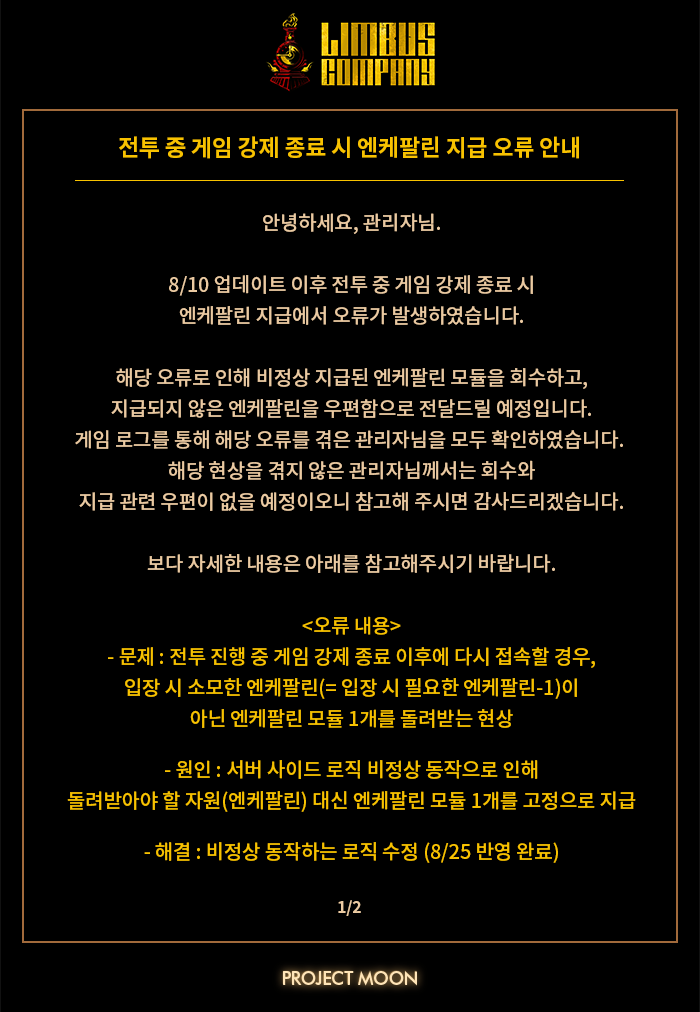 LIMBUS
COMPANY
전투 중 게임 강제 종료 시 엔케팔린 지급 오류 안내
안녕하세요, 관리자님.
8/10 업데이트 이후 전투 중 게임 강제 종료 시
엔케팔린 지급에서 오류가 발생하였습니다.
해당 오류로 인해 비정상 지급된 엔케팔린 모듈을 회수하고,
지급되지 않은 엔케팔린을 우편함으로 전달드릴 예정입니다.
게임 로그를 통해 해당 오류를 겪은 관리자님을 모두 확인하였습니다.
해당 현상을 겪지 않은 관리자님께서는 회수와
지급 관련 우편이 없을 예정이오니 참고해 주시면 감사드리겠습니다.
보다 자세한 내용은 아래를 참고해주시기 바랍니다.
<오류 내용>
- 문제 : 전투 진행 중 게임 강제 종료 이후에 다시 접속할 경우,
입장 시 소모한 엔케팔린(= 입장 시 필요한 엔케팔린-1)이
아닌 엔케팔린 모듈 1개를 돌려받는 현상
- 원인 : 서버 사이드 로직 비정상 동작으로 인해
돌려받아야 할 자원(엔케팔린) 대신 엔케팔린 모듈 1개를 고정으로 지급
- 해결 : 비정상 동작하는 로직 수정 (8/25 반영 완료)
1/2
PROJECT MOON